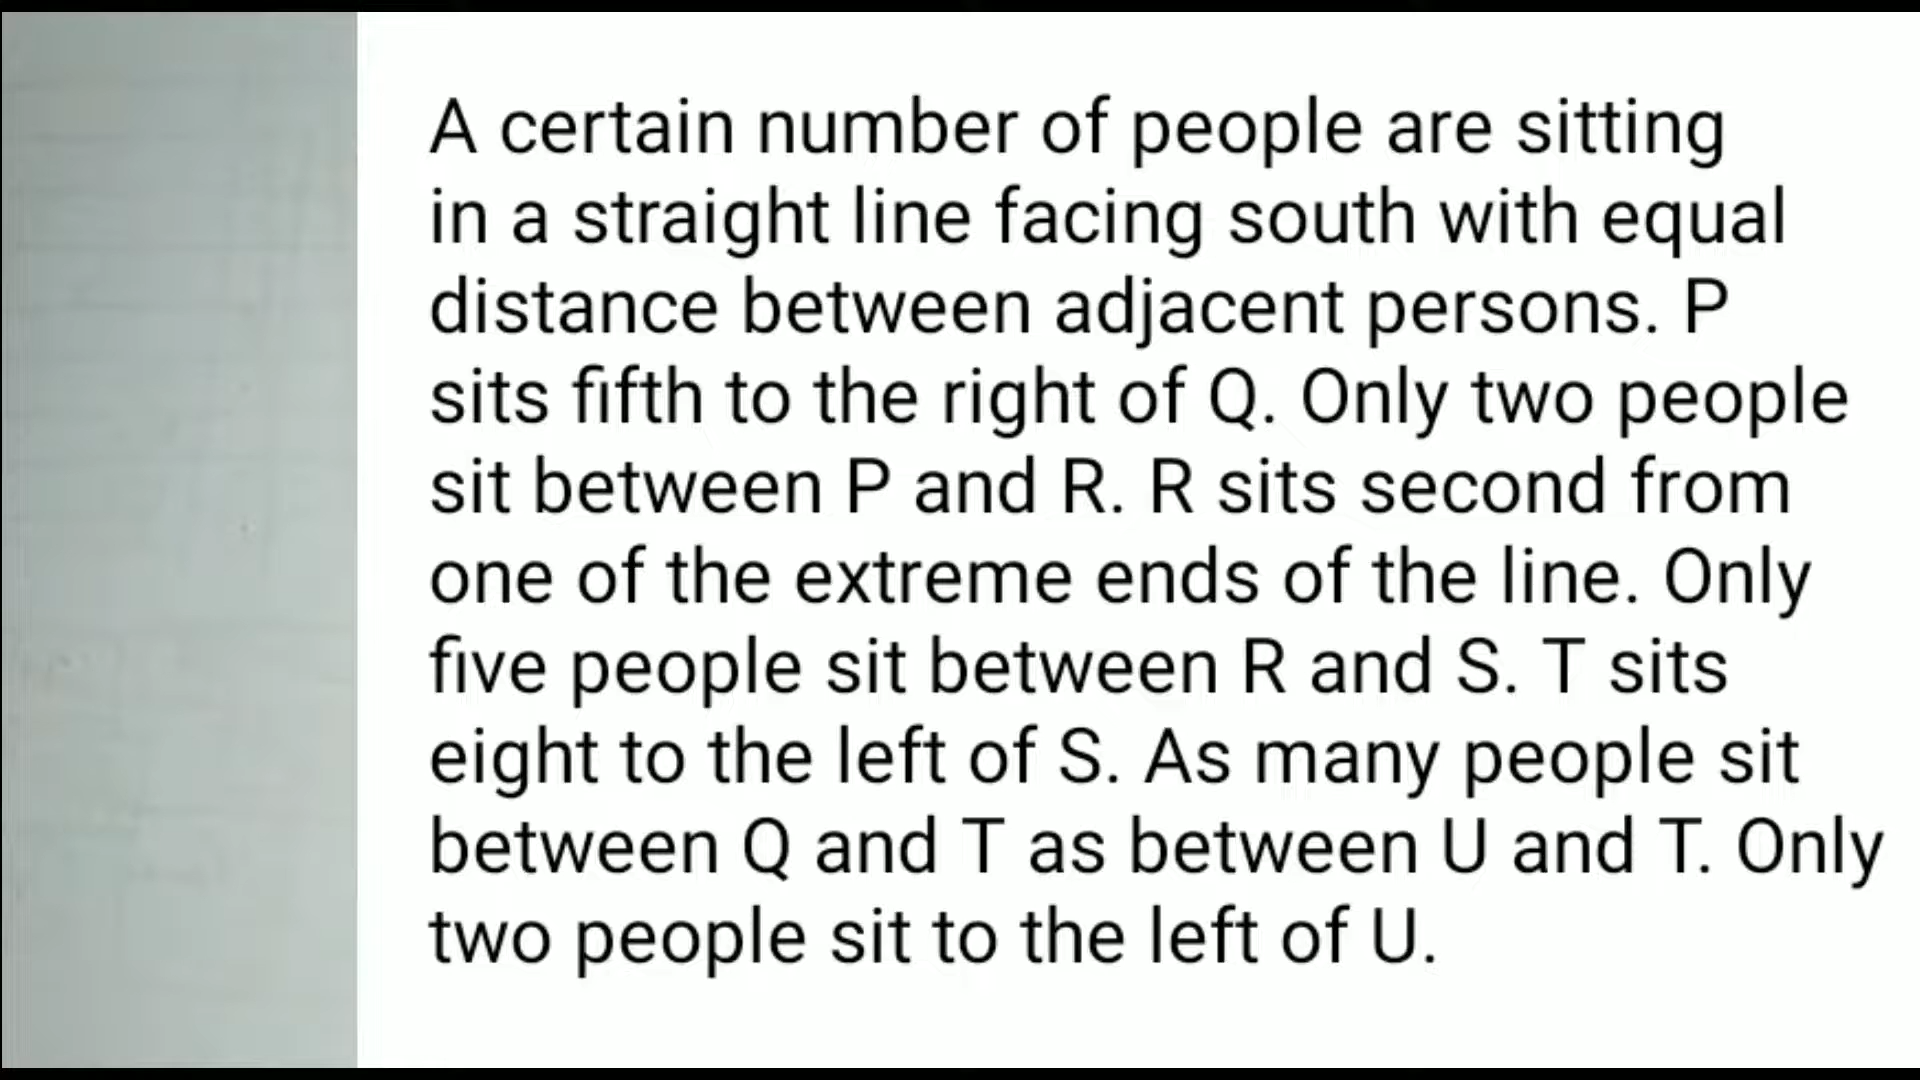 A certain number of people are sitting
in a straight line facing south with equal
distance between adjacent persons. P
sits fifth to the right of Q. Only two people
sit between P and R. R sits second from
one of the extreme ends of the line. Only
five people sit between R and S. T sits
eight to the left of S. As many people sit
between Q and T as between U and T. Only
two people sit to the left of U.